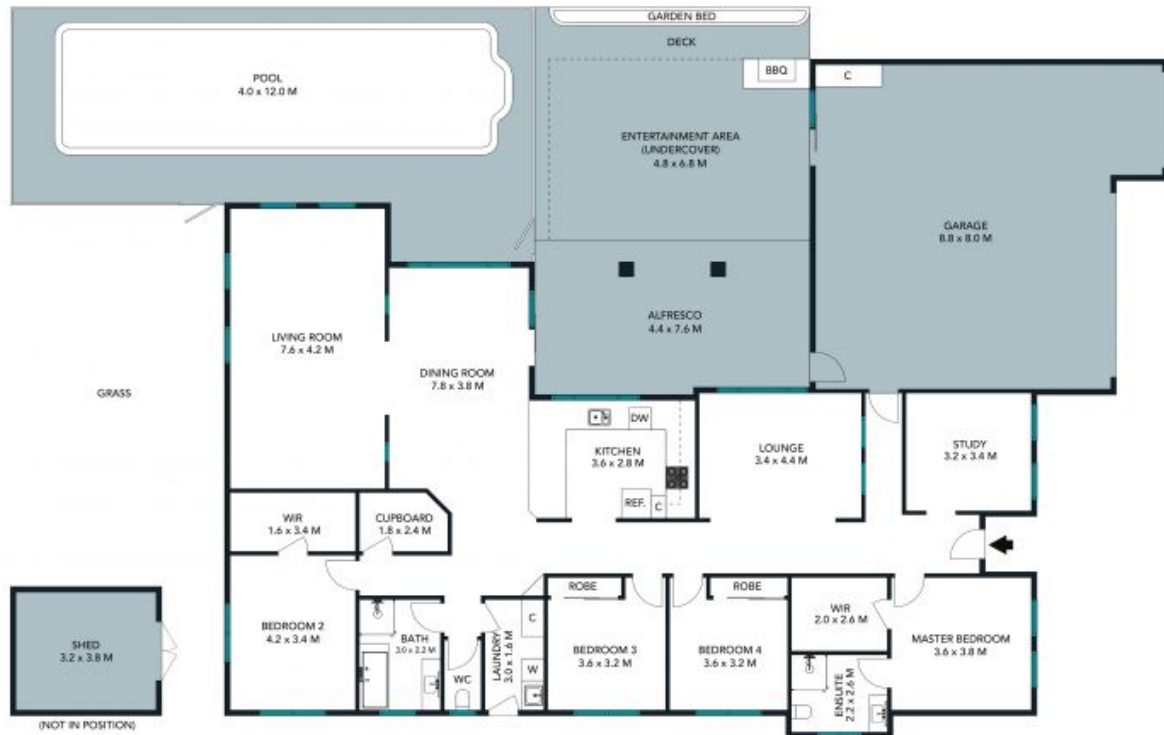 GARDEN BED
DECK
POOL
4.0 x 12.0 M
BBQ
C
ENTERTAINMENT AREA
(UNDERCOVER)
4.8 x 6.8 M
GARAGE
8.8 x 8.0 M
ALFRESCO
4.4 x 7.6 M
LIVING ROOM
7.6 x 4.2 M
DINING ROOM
7.8 x 3.8 M
GRASS
DW
KITCHEN
3.6 x 2.8 M
REF.
C
LOUNGE
3.4 x 4.4 M
STUDY
3.2 x 3.4 M
WIR
1.6 x 3.4 M
CUPBOARD
1.8 x 2.4 M
BEDROOM 2
4.2 x 3.4 M
BATH
3.0 x 2.2 M
WC
LAUNDRY
3.0 x 1.6 M
C
W
ROBE
BEDROOM 3
3.6 x 3.2 M
ROBE
BEDROOM 4
3.6 x 3.2 M
WIR
2.0 x 2.6 M
ENSUITE
2.2 x 2.6 M
MASTER BEDROOM
3.6 x 3.8 M
SHED
3.2 x 3.8 M
(NOT IN POSITION)